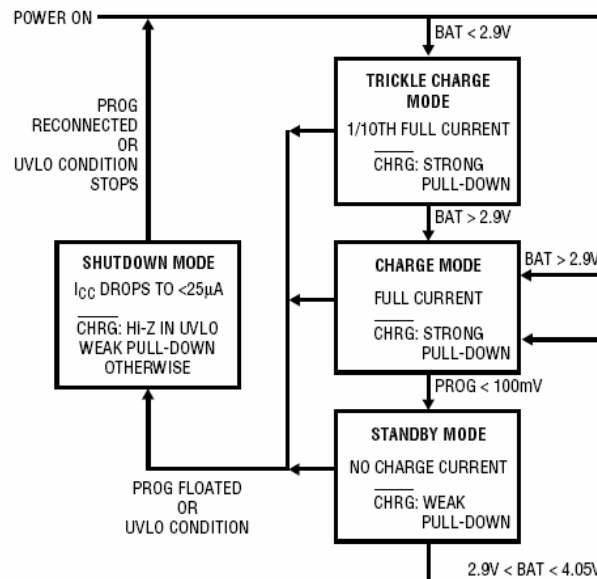 POWER ON
BAT < 2.9V
TRICKLE CHARGE
MODE
1/10TH FULL CURRENT
CHRG: STRONG
PULL-DOWN
PROG
RECONNECTED
OR
UVLO CONDITION
STOPS
BAT > 2.9V
SHUTDOWN MODE
ICC DROPS TO <25µA
CHRG: Hi-Z IN UVLO
WEAK PULL-DOWN
OTHERWISE
CHARGE MODE
FULL CURRENT
CHRG: STRONG
PULL-DOWN
BAT > 2.9V
PROG < 100mV
STANDBY MODE
NO CHARGE CURRENT
CHRG: WEAK
PULL-DOWN
PROG FLOATED
OR
UVLO CONDITION
2.9V < BAT < 4.05V